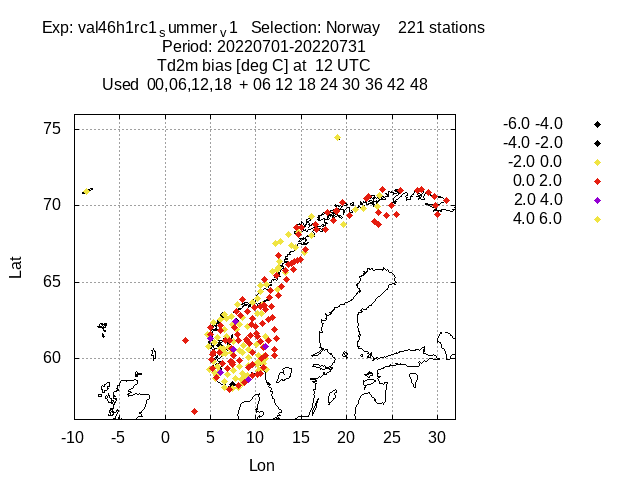 Exp: val46h1rc1summerv1 Selection: Norway 221 stations
Period: 20220701-20220731
Td2m bias [deg C] at 12 UTC
Used 00,06,12,18 + 06 12 18 24 30 36 42 48
-6.0 -4.0
-4.0 -2.0
-2.0 0.0
0.0 2.0
2.0 4.0
4.0 6.0
75
70
65
60
Lat
-10 -5 0 5 10 15 20 25 30
Lon